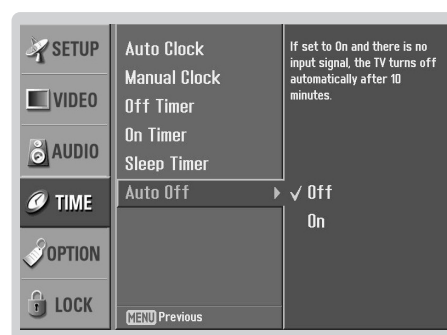 SETUP
VIDEO
AUDIO
TIME
OPTION
LOCK
Auto Clock
Manual Clock
Off Timer
On Timer
Sleep Timer
Auto Off
MENU Previous
If set to On and there is no
input signal, the TV turns off
automatically after 10
minutes.
Off
On